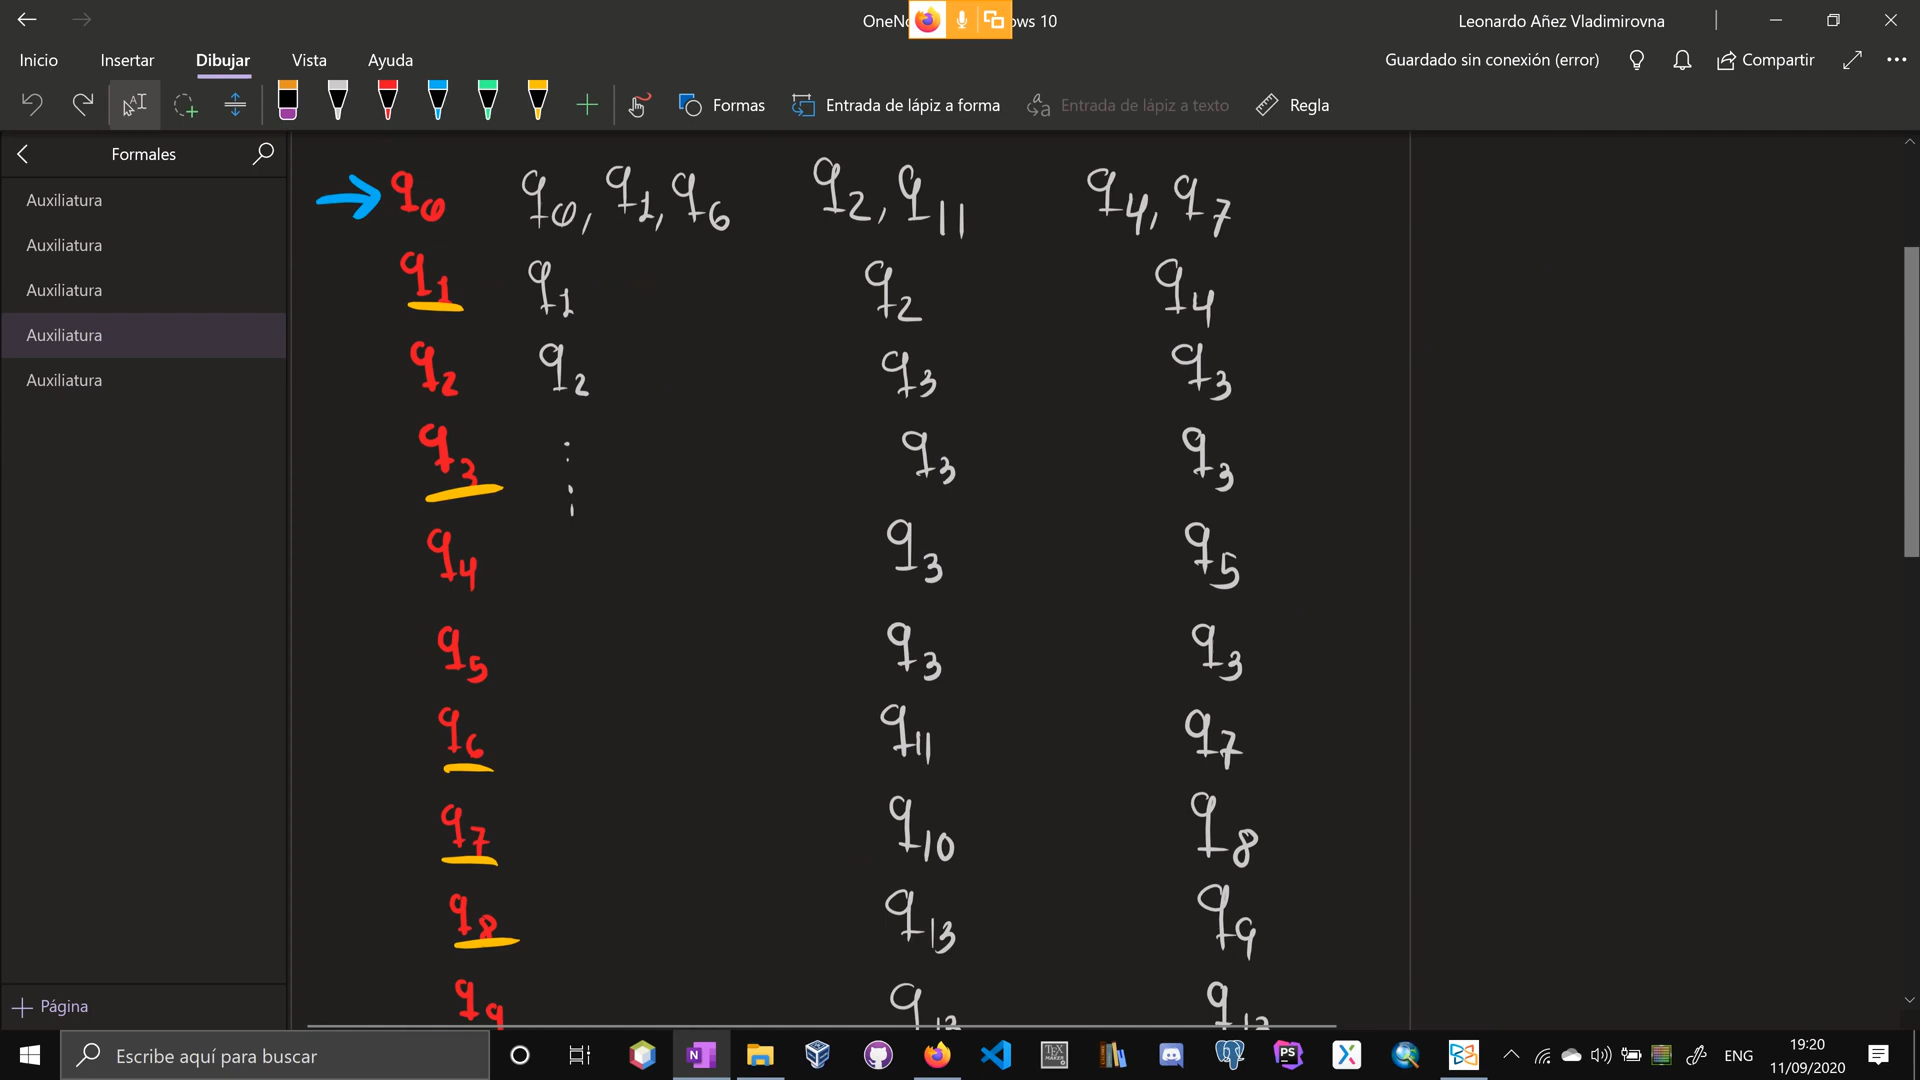 OneNo ows 10
Leonardo Añez Vladimirovna
Inicio Insertar Dibujar Vista Ayuda
Guardado sin conexión (error) Compartir
Formas Entrada de lápiz a forma Entrada de lápiz a texto Regla
Formales
Auxiliatura
Auxiliatura
Auxiliatura
Auxiliatura
Auxiliatura
Página
→ q0 q0, q1, q6 q2, q11 q4, q7
q1 q1 q2 q4
q2 q2 q3 q3
q3 ⋮ q3 q3
q4 q3 q5
q5 q3 q3
q6 q11 q7
q7 q10 q8
q8 q13 q9
q9 q12 q12
Escribe aquí para buscar
ENG
19:20
11/09/2020